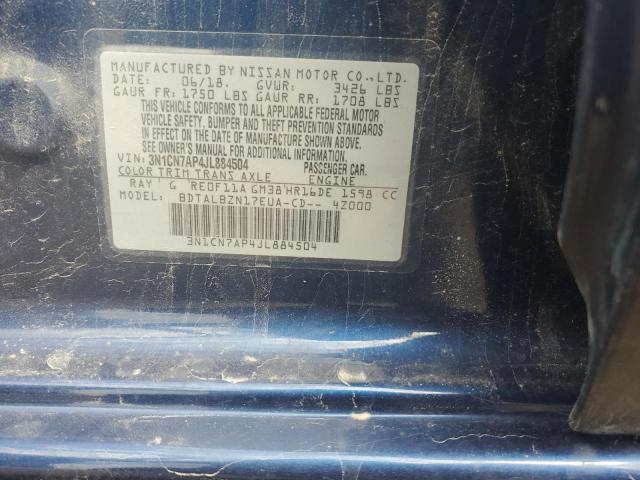 MANUFACTURED BY NISSAN MOTOR CO., LTD.
DATE: 06/18. GVWR: 3426 LBS
GAWR FR: 1750 LBS GAWR RR: 1708 LBS
THIS VEHICLE CONFORMS TO ALL APPLICABLE FEDERAL MOTOR
VEHICLE SAFETY, BUMPER AND THEFT PREVENTION STANDARDS
IN EFFECT ON THE DATE OF MANUFACTURE SHOWN ABOVE.
SEE OWNER'S MANUAL FOR ADDITIONAL INFORMATION.
VIN: 3N1CN7AP4JL884504 PASSENGER CAR.
COLOR TRIM TRANS AXLE ENGINE
RAY G RE0F11A GM38 HR16DE 1598 CC
MODEL: BDTALBZN17EUA-CD-- 4Z000
3N1CN7AP4JL884504